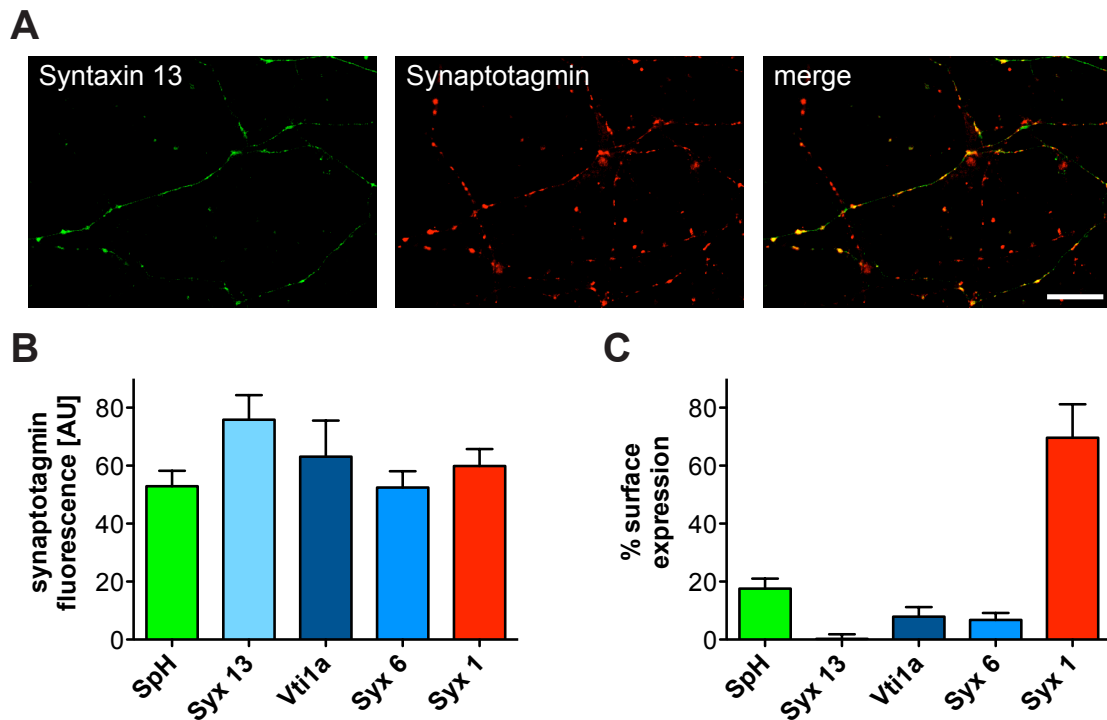 A
Syntaxin 13
Synaptotagmin
merge
B
synaptotagmin
fluorescence [AU]
80
60
40
20
0
SpH
Syx 13
Vti1a
Syx 6
Syx 1
C
% surface
expression
80
60
40
20
0
SpH
Syx 13
Vti1a
Syx 6
Syx 1